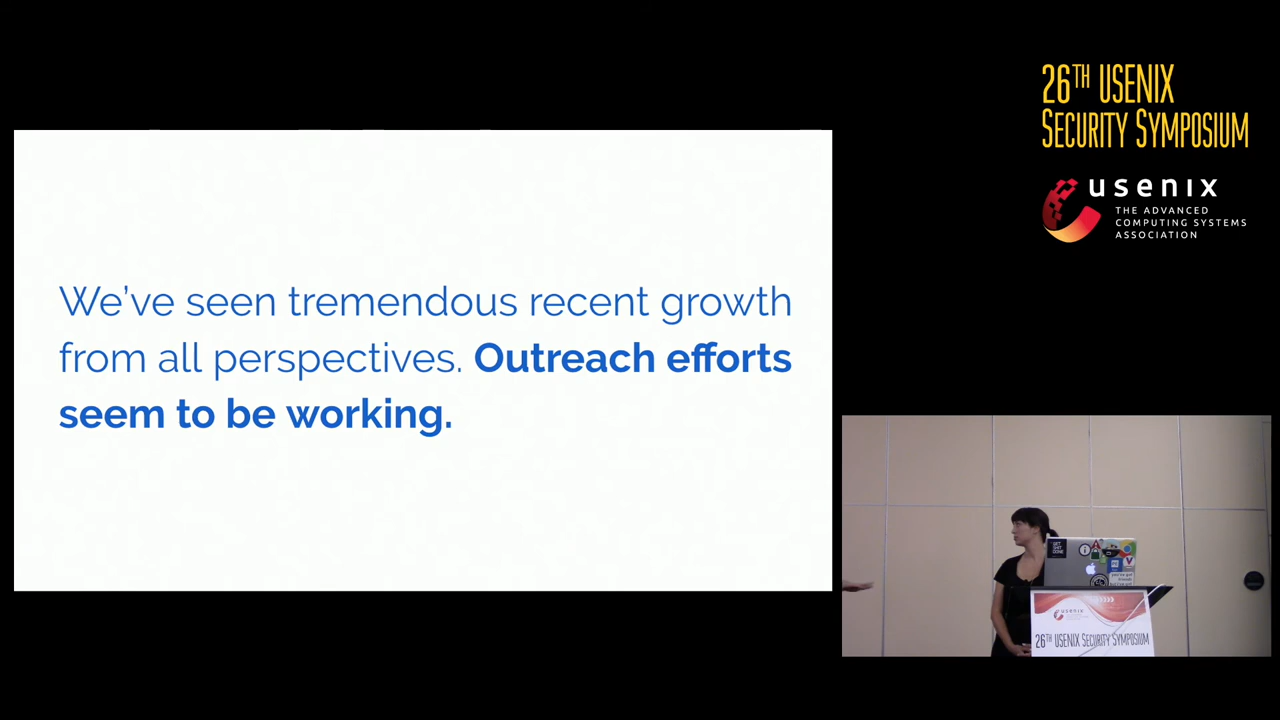 26TH USENIX
SECURITY SYMPOSIUM
usenix
THE ADVANCED
COMPUTING SYSTEMS
ASSOCIATION
We've seen tremendous recent growth
from all perspectives. Outreach efforts
seem to be working.
usenix
26TH USENIX SECURITY SYMPOSIUM